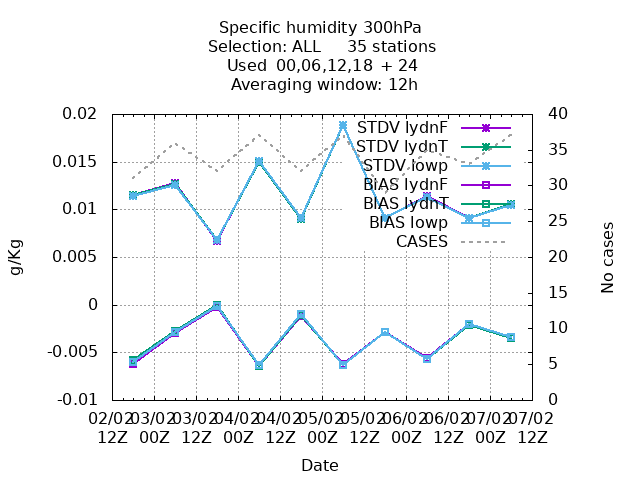 Specific humidity 300hPa
Selection: ALL     35 stations
Used  00,06,12,18  + 24
Averaging window: 12h
0.02
0.015
0.01
0.005
0
-0.005
-0.01
40
35
30
25
20
15
10
5
0
g/Kg
No cases
STDV lydnF
STDV lydnT
STDV lowp
BIAS lydnF
BIAS lydnT
BIAS lowp
CASES
02/02 03/02 03/02 04/02 04/02 05/02 05/02 06/02 06/02 07/02 07/02
12Z 00Z 12Z 00Z 12Z 00Z 12Z 00Z 12Z 00Z 12Z
Date